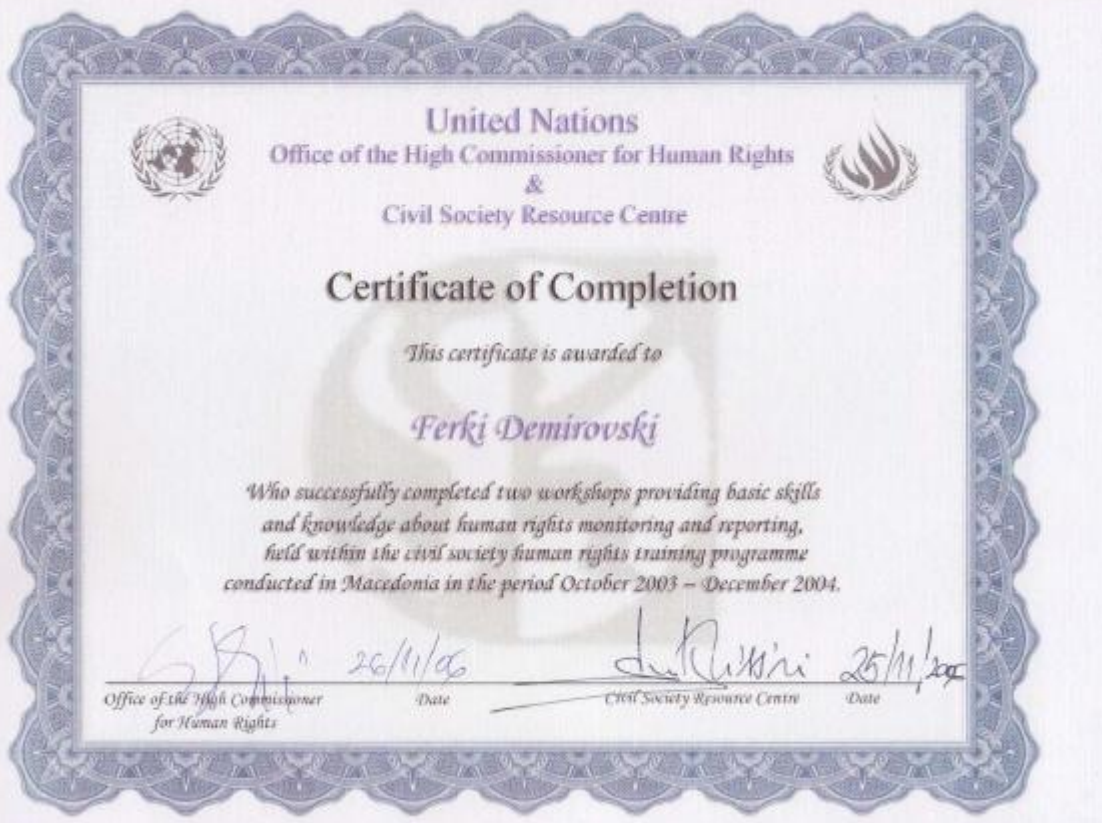 United Nations
Office of the High Commissioner for Human Rights
&
Civil Society Resource Centre
Certificate of Completion
This certificate is awarded to
Ferki Demirovski
Who successfully completed two workshops providing basic skills
and knowledge about human rights monitoring and reporting,
held within the civil society human rights training programme
conducted in Macedonia in the period October 2003 – December 2004.
26/11/06 25/11/
Office of the High Commissioner Date Civil Society Resource Centre Date
for Human Rights